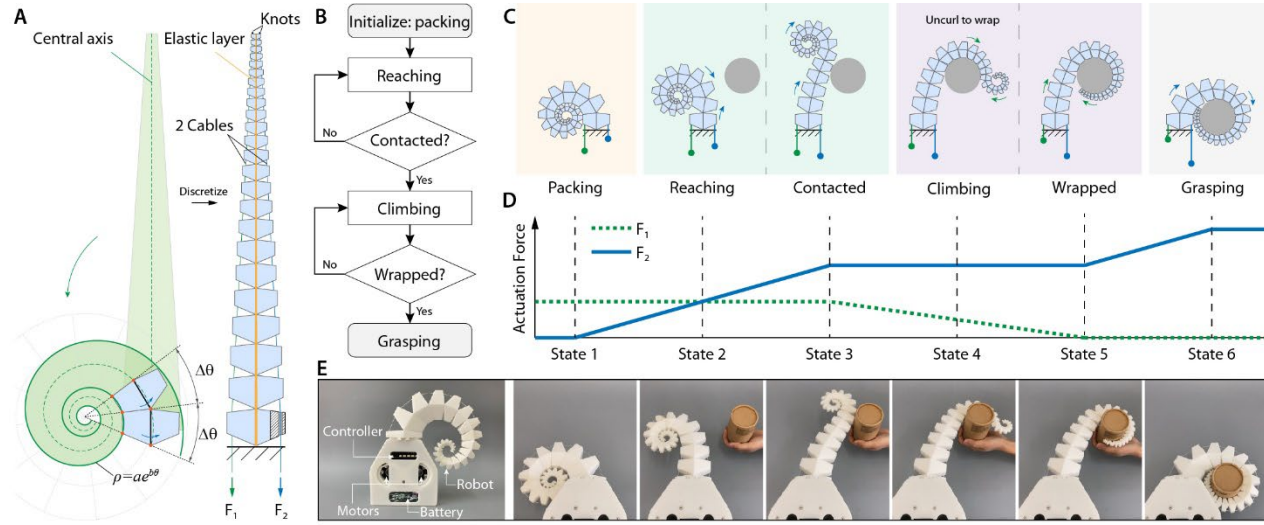 A
Central axis
Elastic layer
Knots
2 Cables
Discretize
Δθ
Δθ
ρ=ae^{bθ}
F₁
F₂
B
Initialize: packing
Reaching
No
Contacted?
Yes
Climbing
No
Wrapped?
Yes
Grasping
C
Uncurl to wrap
Packing
Reaching
Contacted
Climbing
Wrapped
Grasping
D
Actuation Force
F₁
F₂
State 1
State 2
State 3
State 4
State 5
State 6
E
Controller
Robot
Motors
Battery